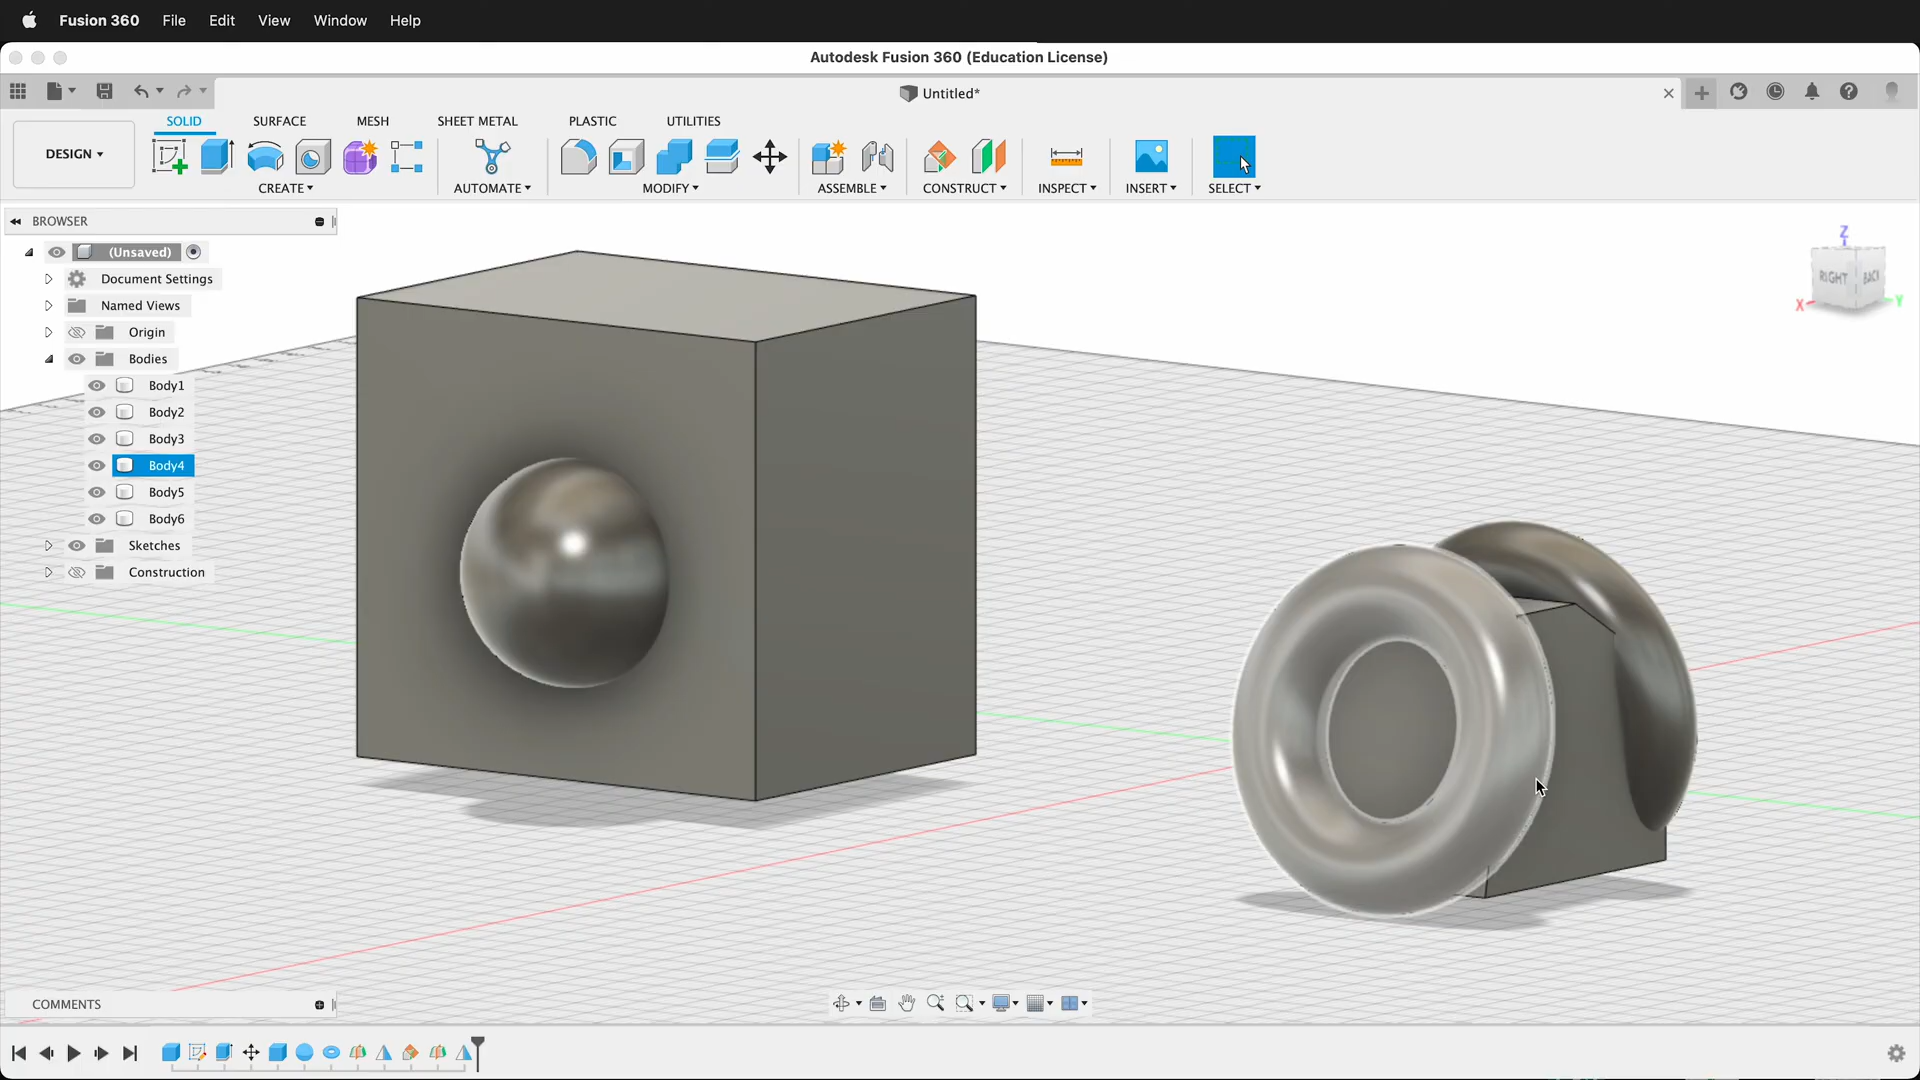 Fusion 360 File Edit View Window Help
Autodesk Fusion 360 (Education License)
Untitled*
SOLID SURFACE MESH SHEET METAL PLASTIC UTILITIES
DESIGN
CREATE AUTOMATE MODIFY ASSEMBLE CONSTRUCT INSPECT INSERT SELECT
BROWSER
(Unsaved)
Document Settings
Named Views
Origin
Bodies
Body1
Body2
Body3
Body4
Body5
Body6
Sketches
Construction
Z
RIGHT BACK
X Y
COMMENTS